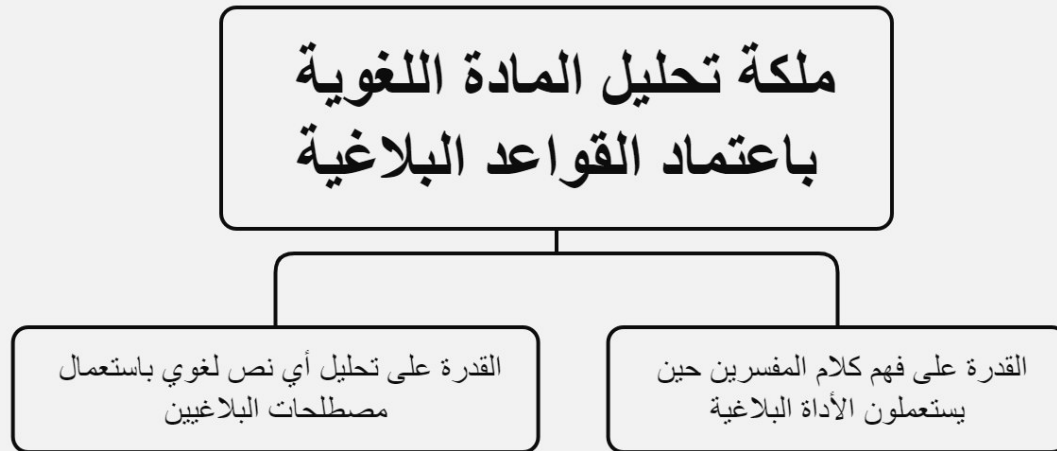 ملكة تحليل المادة اللغوية
باعتماد القواعد البلاغية
القدرة على فهم كلام المفسرين حين
يستعملون الأداة البلاغية
القدرة على تحليل أي نص لغوي باستعمال
مصطلحات البلاغيين